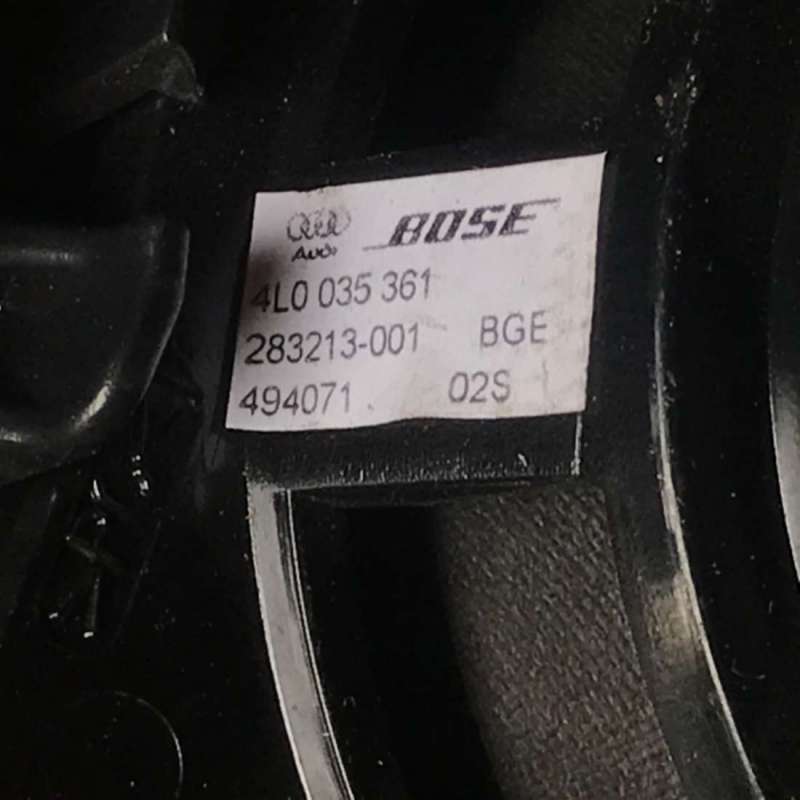 Audi BOSE
4L0 035 361
283213-001 BGE
494071 02S